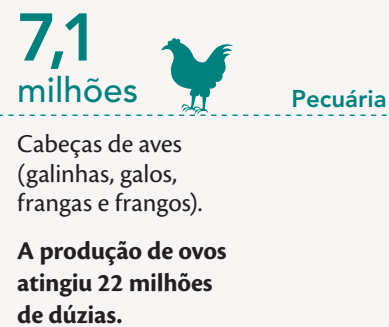 7,1
milhões
Pecuária
Cabeças de aves
(galinhas, galos,
frangas e frangos).
A produção de ovos
atingiu 22 milhões
de dúzias.